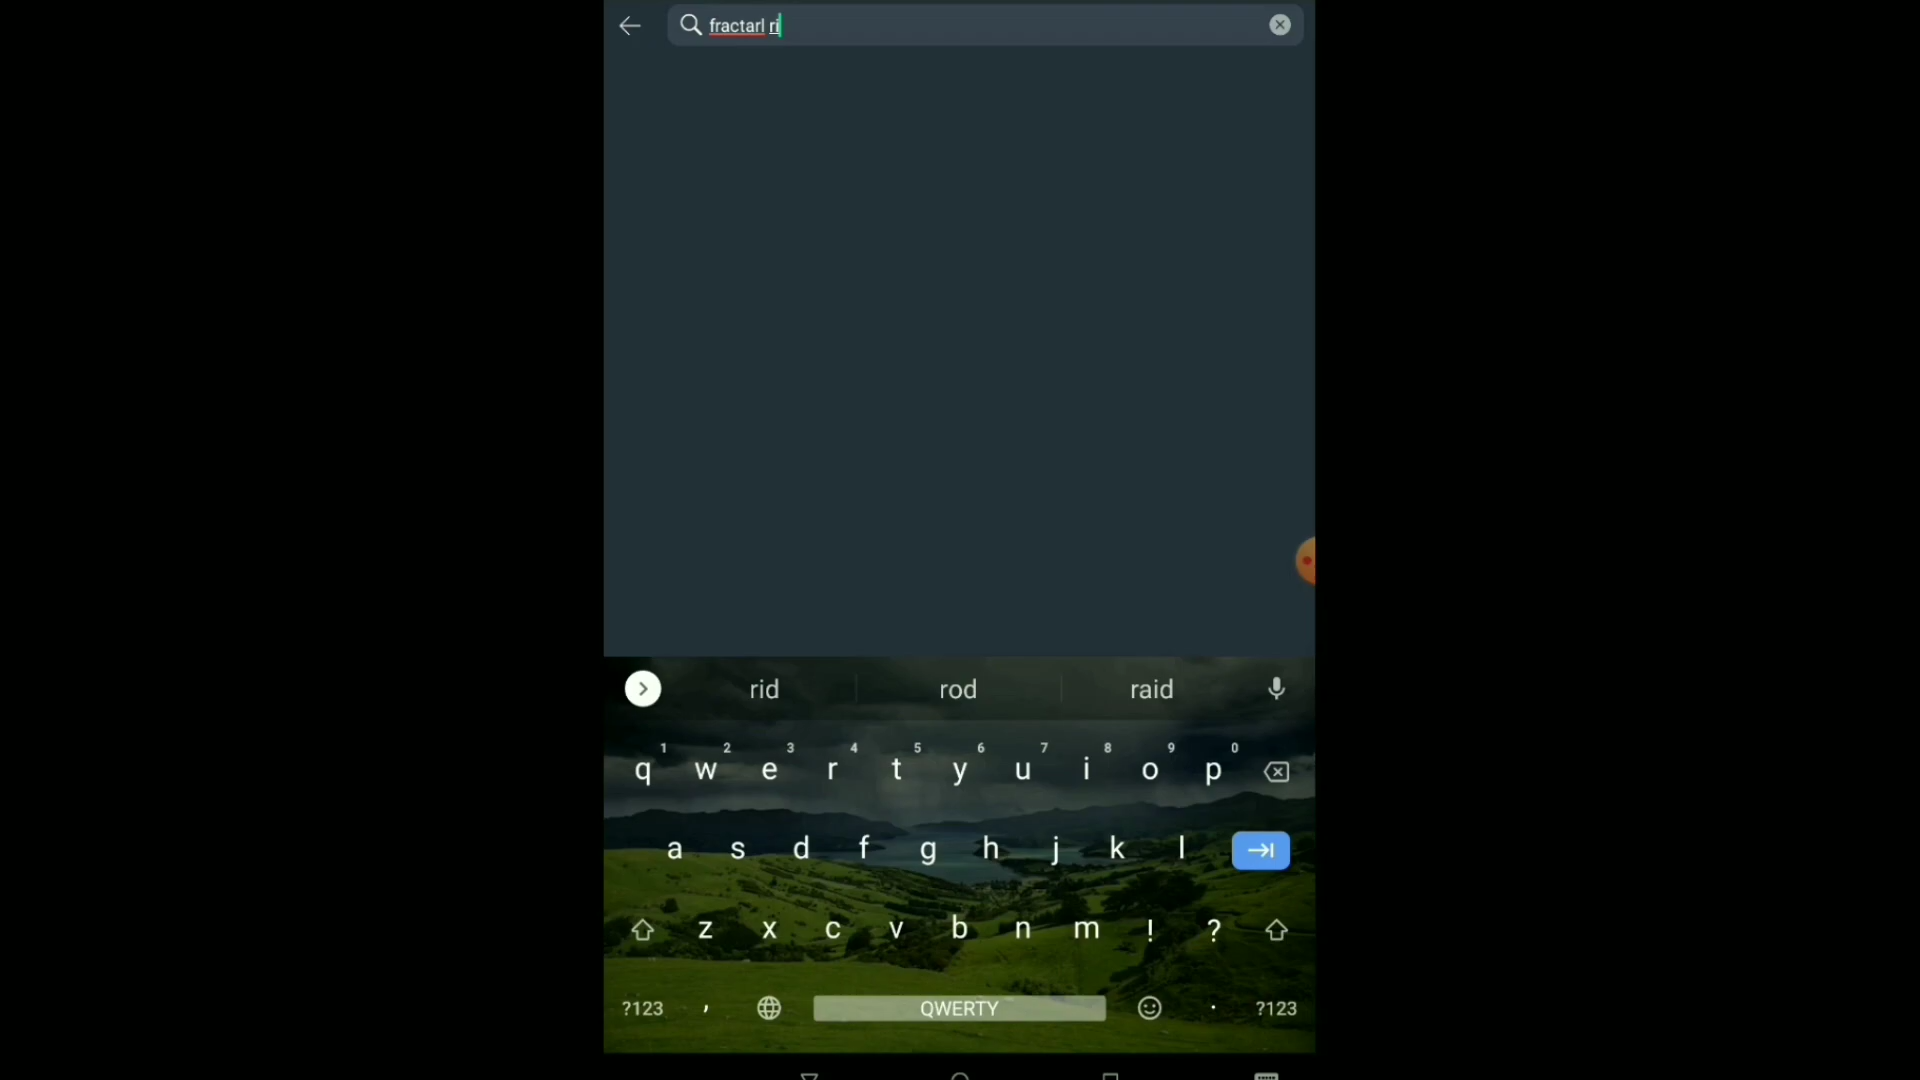 fractarl ri
rid rod raid
1 2 3 4 5 6 7 8 9 0
q w e r t y u i o p
a s d f g h j k l
z x c v b n m ! ?
?123 , QWERTY . ?123